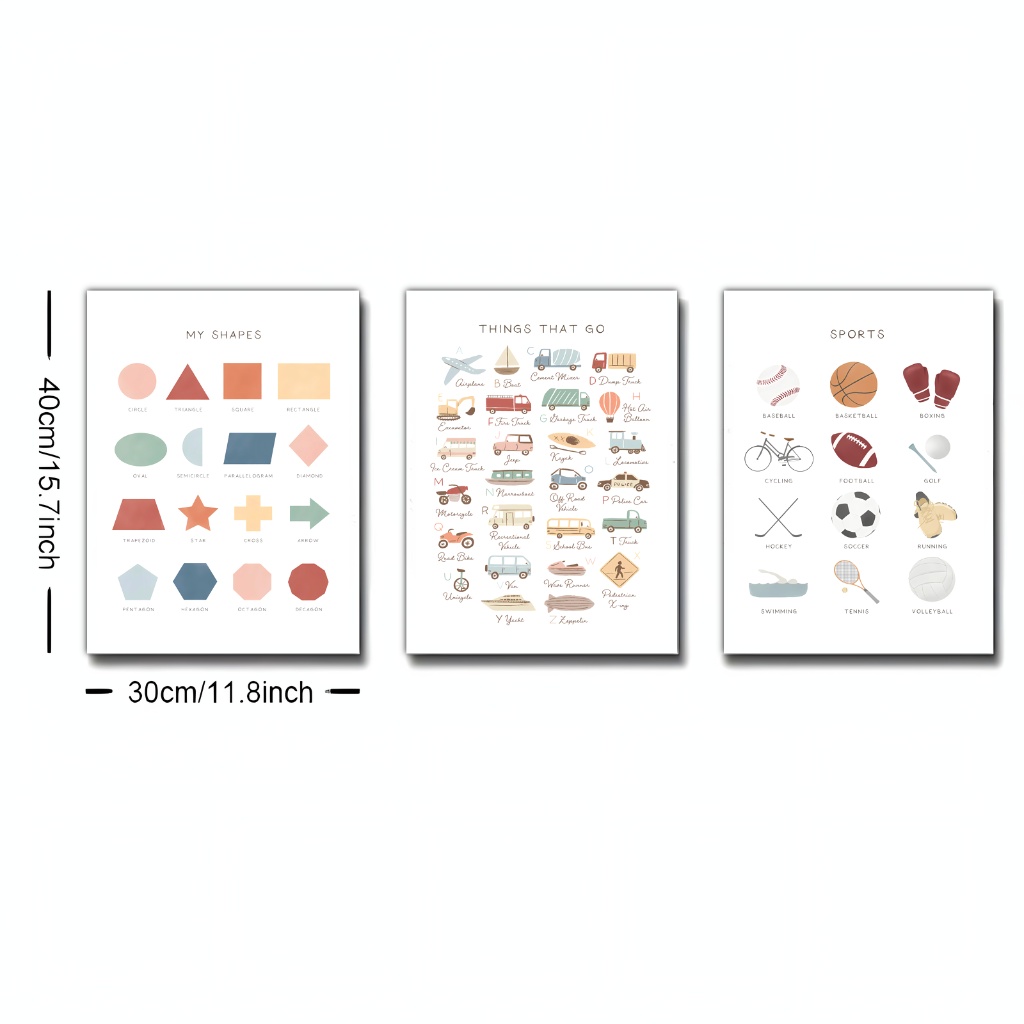 40cm/15.7inch
30cm/11.8inch
MY SHAPES
CIRCLE TRIANGLE SQUARE RECTANGLE
OVAL SEMICIRCLE PARALLELOGRAM DIAMOND
TRAPEZOID STAR CROSS ARROW
PENTAGON HEXAGON OCTAGON DECAGON
THINGS THAT GO
A C
Airplane B Boat Cement Mixer D Dump Truck
H
Excavator F Fire Truck G Garbage Truck Hot Air
Balloon
Ice Cream Truck Jeep Kayak Locomotive
M O POLICE
Motorcycle N Narrowboat Off Road
Vehicle P Police Car
Q R
Quad Bike Recreational
Vehicle School Bus T Truck
U W X
Unicycle Van Wave Runner Pedestrian
X-ing
Y Yacht Z Zeppelin
SPORTS
BASEBALL BASKETBALL BOXING
CYCLING FOOTBALL GOLF
HOCKEY SOCCER RUNNING
SWIMMING TENNIS VOLLEYBALL